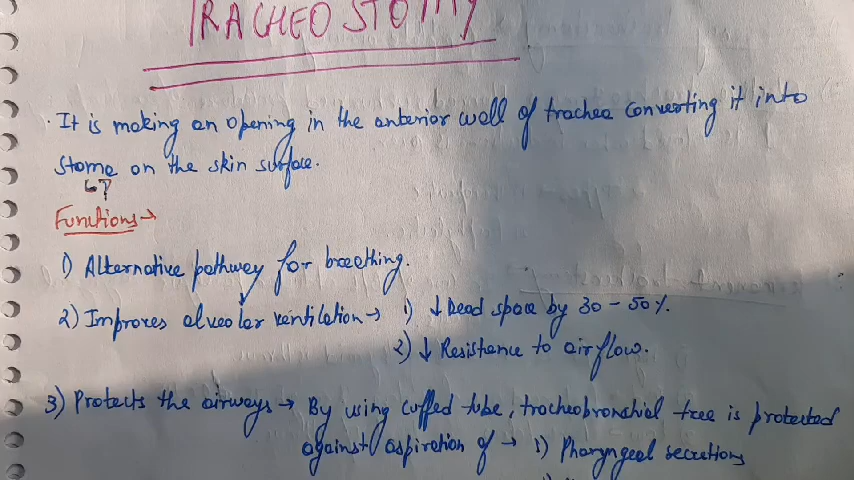 TRACHEOSTOMY
· It is making an opening in the anterior wall of trachea converting it into
stoma on the skin surface.
Functions→
1) Alternative pathway for breathing.
2) Improves alveolar ventilation → 1) ↓ Dead space by 30-50%.
2) ↓ Resistance to airflow.
3) Protects the airways → By using cuffed tube, tracheobronchial tree is protected
against aspiration of → 1) Pharyngeal secretions